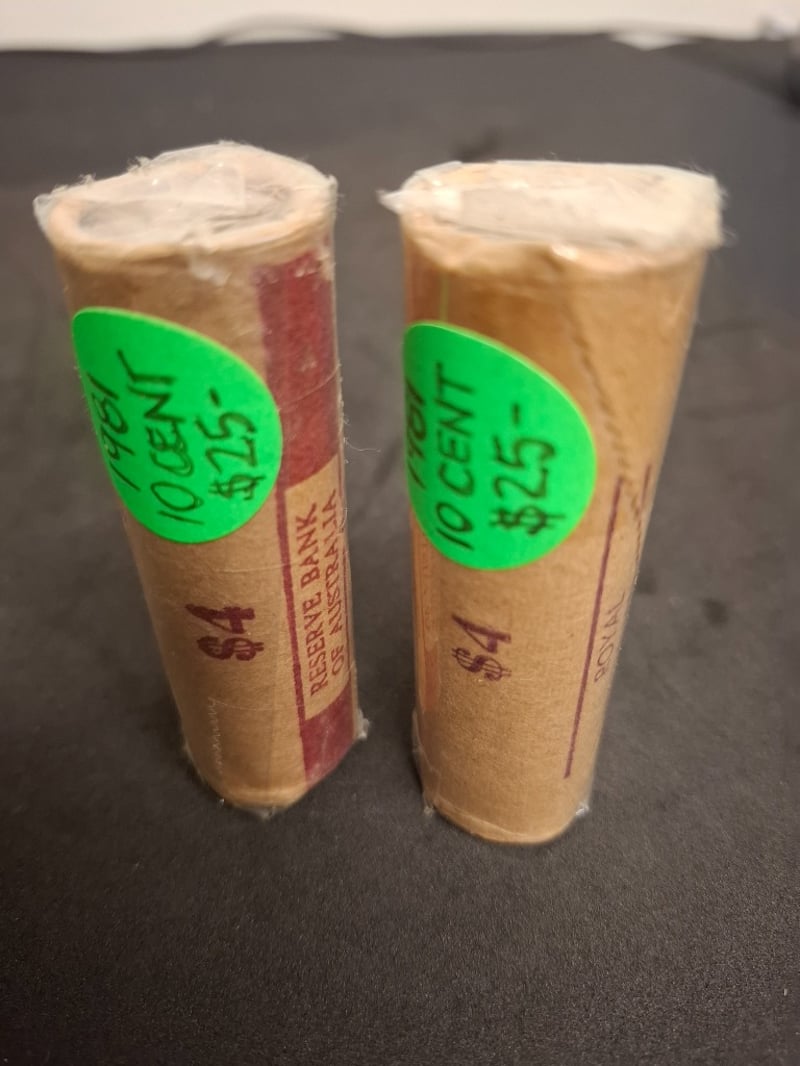 1981
10 CENT
$25-
$4
RESERVE BANK
OF AUSTRALIA
1981
10 CENT
$25-
$4
ROYAL